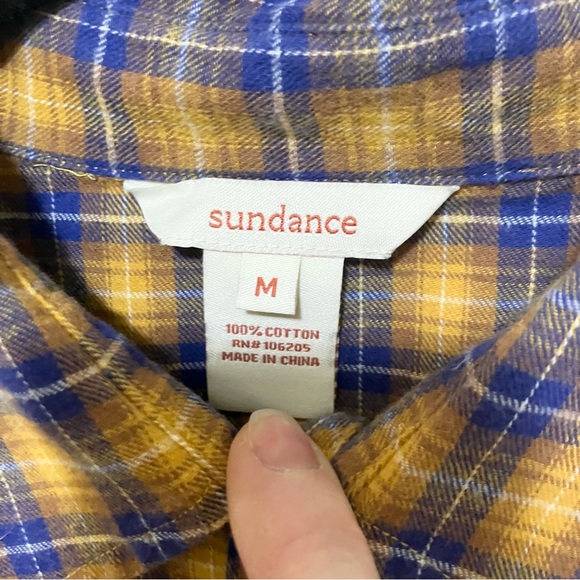 sundance
M
100% COTTON
RN# 106205
MADE IN CHINA